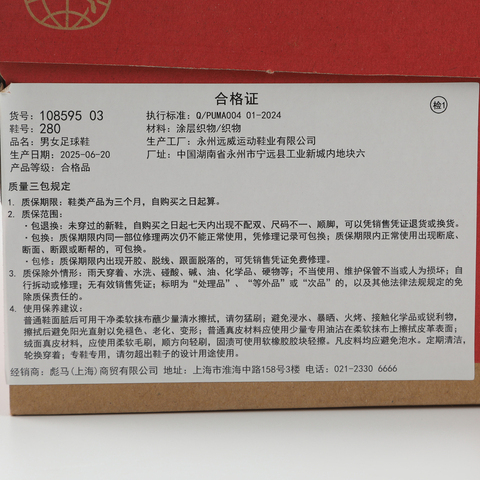 合格证
检1
货号: 108595 03
执行标准: Q/PUMA004 01-2024
鞋号: 280
材料: 涂层织物/织物
品名: 男女足球鞋
生产工厂: 永州远威运动鞋业有限公司
生产日期: 2025-06-20
厂址: 中国湖南省永州市宁远县工业新城内地块六
产品等级: 合格品
质量三包规定
1. 质保期限: 鞋类产品为三个月，自购买之日起算。
2. 质保范围:
·包退换: 未穿过的新鞋，自购买之日起七天内出现不配双、尺码不一、顺脚，可以凭销售凭证退货或换货。
·包换: 质保期限内同一部位修理两次仍不能正常使用，凭修理记录可包换; 质保期限内正常使用出现断底、
断面、断跟或断帮的，可包换。
·包修: 质保期内出现开胶、脱线、跟面脱落的，可凭销售凭证免费修理。
3. 质保除外情形: 雨天穿着、水洗、碰酸、碱、油、化学品、硬物等; 不当使用、维护保管不当或人为损坏; 自
行拆动或修理; 无有效销售凭证; 标明为“处理品”、“等外品”或“次品”的，以及其他法律法规规定的免
除质保责任的。
4. 使用保养建议:
普通鞋面脏后可用干净柔软抹布蘸少量清水擦拭，请勿猛刷; 避免浸水、暴晒、火烤、接触化学品或锐利物，
擦拭后避免阳光直射以免褪色、老化、变形; 普通真皮材料应使用少量专用油沾在柔软抹布上擦拭皮革表面;
绒面真皮材料，应使用柔软毛刷，顺方向轻刷，固渍可使用软橡胶胶块轻擦。凡皮料均应避免泡水。定期清洁，
轮换穿着; 专鞋专用，请勿超出鞋子的设计用途使用。
经销商: 彪马(上海)商贸有限公司 地址: 上海市淮海中路158号3楼 电话: 021-2330 6666